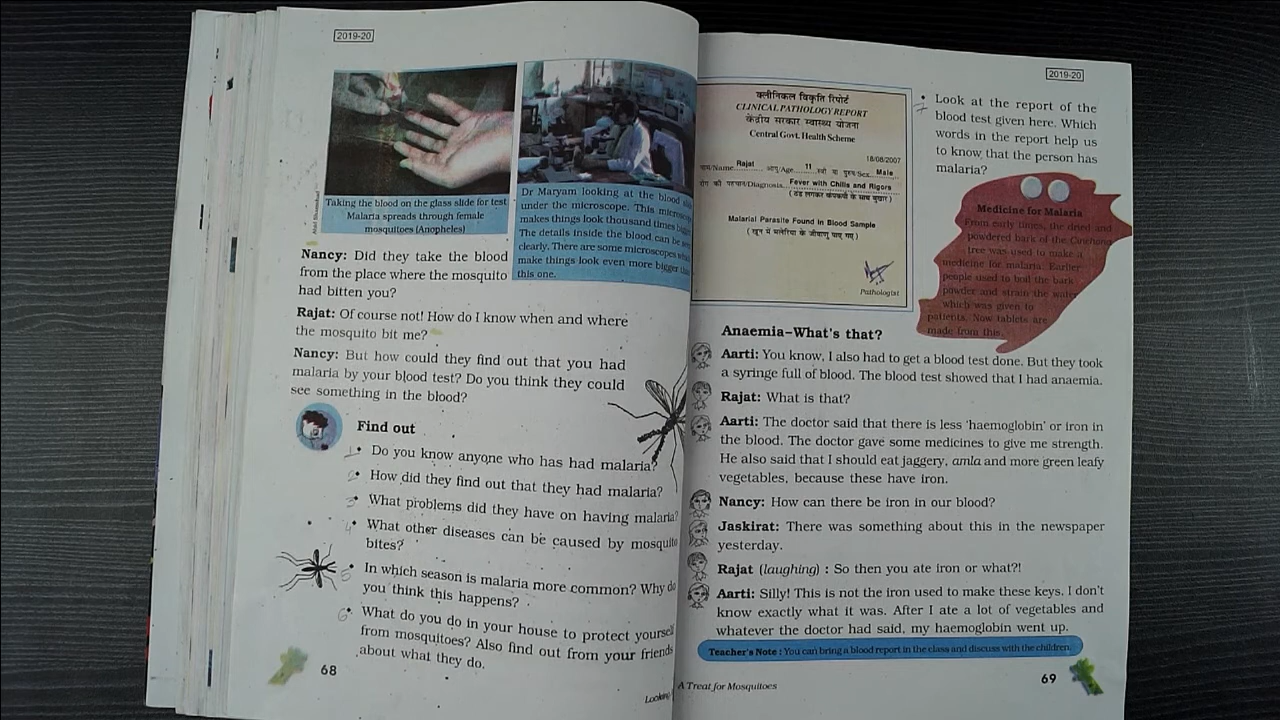 2019-20
Taking the blood on the glass slide for test
Malaria spreads through female
mosquitoes (Anopheles)
Dr Maryam looking at the blood
under the microscope. This
makes things look thousand times
The details inside the blood can be
clearly. There are some microscopes
make things look even more bigger
this one.
Nancy: Did they take the blood
from the place where the mosquito
had bitten you?
Rajat: Of course not! How do I know when and where
the mosquito bit me?
Nancy: But how could they find out that you had
malaria by your blood test? Do you think they could
see something in the blood?
Find out
1 • Do you know anyone who has had malaria?
2 • How did they find out that they had malaria?
3 • What problems did they have on having malaria?
4 • What other diseases can be caused by mosquito
bites?
5 • In which season is malaria more common? Why do
you think this happens?
6 • What do you do in your house to protect yourself
from mosquitoes? Also find out from your friends
about what they do.
68
Looking
2019-20
क्लीनिकल विकृति रिपोर्ट
CLINICAL PATHOLOGY REPORT
केंद्रीय सरकार स्वास्थ्य योजना
Central Govt. Health Scheme
18/08/2007
नाम/Name Rajat आयु/Age 11 स्त्री या पुरुष/Sex Male
रोग की पहचान/Diagnosis Fever with Chills and Rigors
(ठंड लगकर कंपकपी के साथ बुखार)
Malarial Parasite Found in Blood Sample
(खून में मलेरिया के जीवाणु पाए गए)
Pathologist
7 • Look at the report of the
blood test given here. Which
words in the report help us
to know that the person has
malaria?
Medicine for Malaria
From early times, the dried and
powdered bark of the Cinchona
tree was used to make a
medicine for malaria. Earlier
people used to boil the bark
powder and strain the water
which was given to
patients. Now tablets are
made from this.
Anaemia–What's that?
Aarti: You know, I also had to get a blood test done. But they took
a syringe full of blood. The blood test showed that I had anaemia.
Rajat: What is that?
Aarti: The doctor said that there is less 'haemoglobin' or iron in
the blood. The doctor gave some medicines to give me strength.
He also said that I should eat jaggery, amla and more green leafy
vegetables, because these have iron.
Nancy: How can there be iron in our blood?
Jaskirat: There was something about this in the newspaper
yesterday.
Rajat (laughing) : So then you ate iron or what?!
Aarti: Silly! This is not the iron used to make these keys. I don't
know exactly what it was. After I ate a lot of vegetables and
whatever the doctor had said, my haemoglobin went up.
Teacher's Note : You can bring a blood report in the class and discuss with the children.
A Treat for Mosquitoes
69